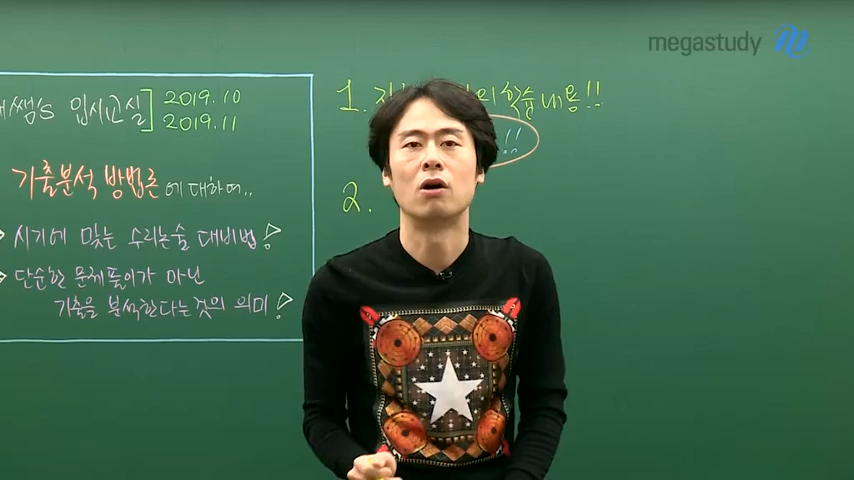 megastudy
쌤's 입시교실
2019.10
2019.11
기출분석 방법론에 대하여..
시기에 맞는 수리논술 대비법!
단순한 문제풀이가 아닌
기출을 분석한다는것의 의미!
1. 의 학습 내용!!
!!
2.